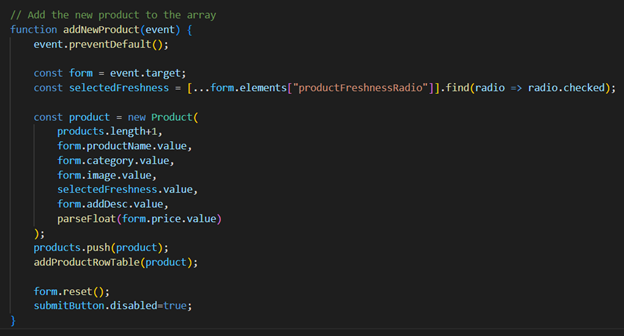 // Add the new product to the array
function addNewProduct(event) {
    event.preventDefault();

    const form = event.target;
    const selectedFreshness = [...form.elements["productFreshnessRadio"]].find(radio => radio.checked);

    const product = new Product(
        products.length+1,
        form.productName.value,
        form.category.value,
        form.image.value,
        selectedFreshness.value,
        form.addDesc.value,
        parseFloat(form.price.value)
    );
    products.push(product);
    addProductRowTable(product);

    form.reset();
    submitButton.disabled=true;
}